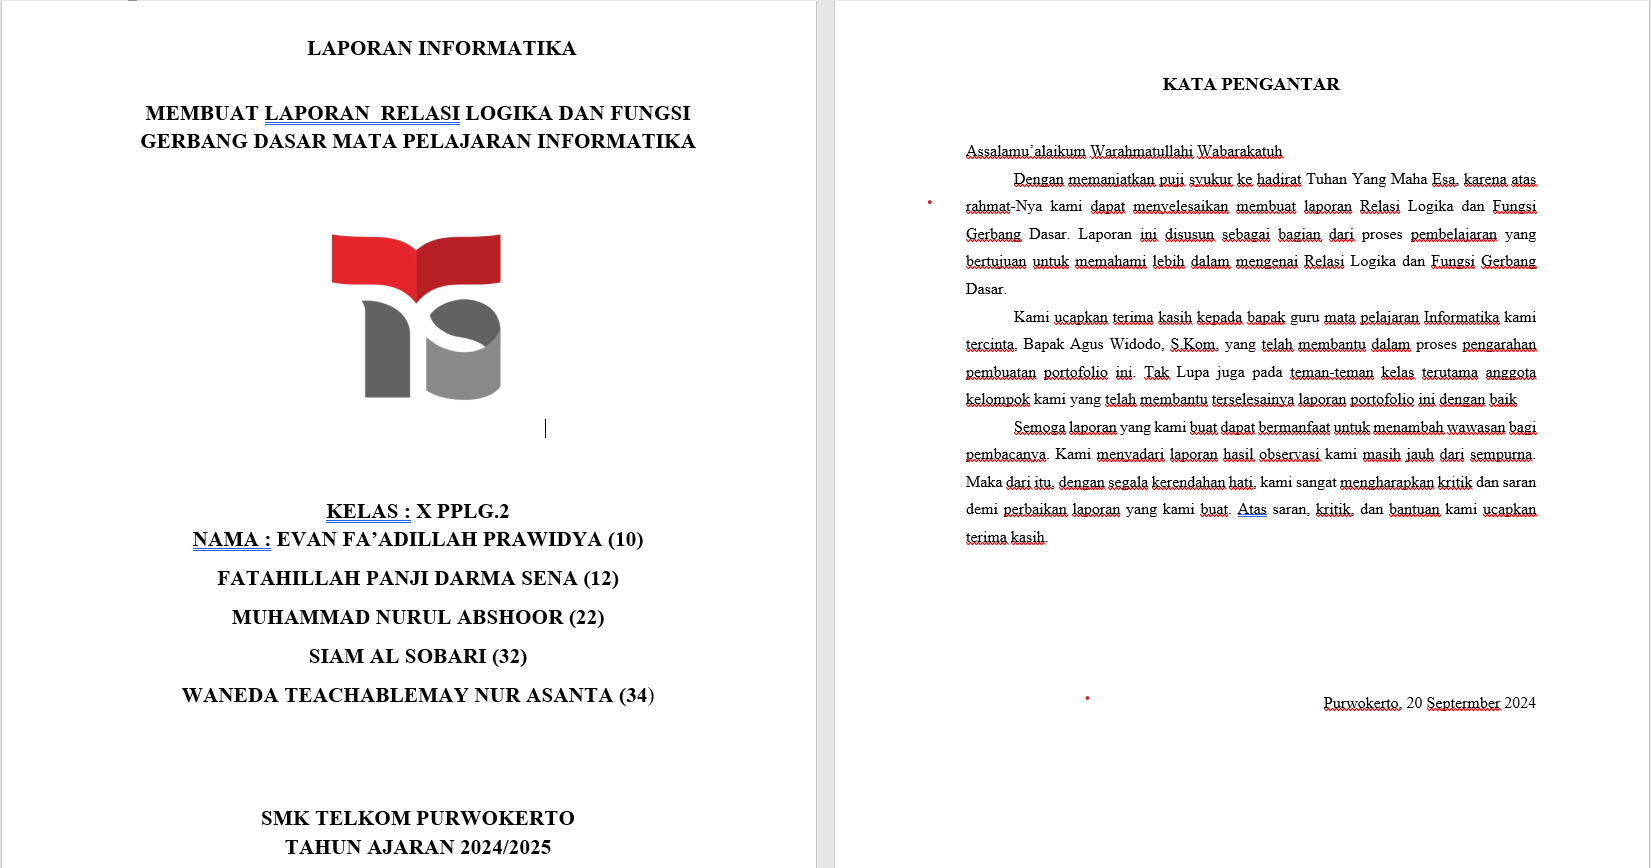 LAPORAN INFORMATIKA
MEMBUAT LAPORAN  RELASI LOGIKA DAN FUNGSI
GERBANG DASAR MATA PELAJARAN INFORMATIKA
KELAS : X PPLG.2
NAMA : EVAN FA’ADILLAH PRAWIDYA (10)
FATAHILLAH PANJI DARMA SENA (12)
MUHAMMAD NURUL ABSHOOR (22)
SIAM AL SOBARI (32)
WANEDA TEACHABLEMAY NUR ASANTA (34)
SMK TELKOM PURWOKERTO
TAHUN AJARAN 2024/2025
KATA PENGANTAR
Assalamu’alaikum Warahmatullahi Wabarakatuh
Dengan memanjatkan puji syukur ke hadirat Tuhan Yang Maha Esa, karena atas
rahmat-Nya kami dapat menyelesaikan membuat laporan Relasi Logika dan Fungsi
Gerbang Dasar. Laporan ini disusun sebagai bagian dari proses pembelajaran yang
bertujuan untuk memahami lebih dalam mengenai Relasi Logika dan Fungsi Gerbang
Dasar.
Kami ucapkan terima kasih kepada bapak guru mata pelajaran Informatika kami
tercinta, Bapak Agus Widodo, S.Kom, yang telah membantu dalam proses pengarahan
pembuatan portofolio ini. Tak Lupa juga pada teman-teman kelas terutama anggota
kelompok kami yang telah membantu terselesainya laporan portofolio ini dengan baik
Semoga laporan yang kami buat dapat bermanfaat untuk menambah wawasan bagi
pembacanya. Kami menyadari laporan hasil observasi kami masih jauh dari sempurna.
Maka dari itu, dengan segala kerendahan hati, kami sangat mengharapkan kritik dan saran
demi perbaikan laporan yang kami buat. Atas saran, kritik, dan bantuan kami ucapkan
terima kasih.
Purwokerto, 20 Septermber 2024